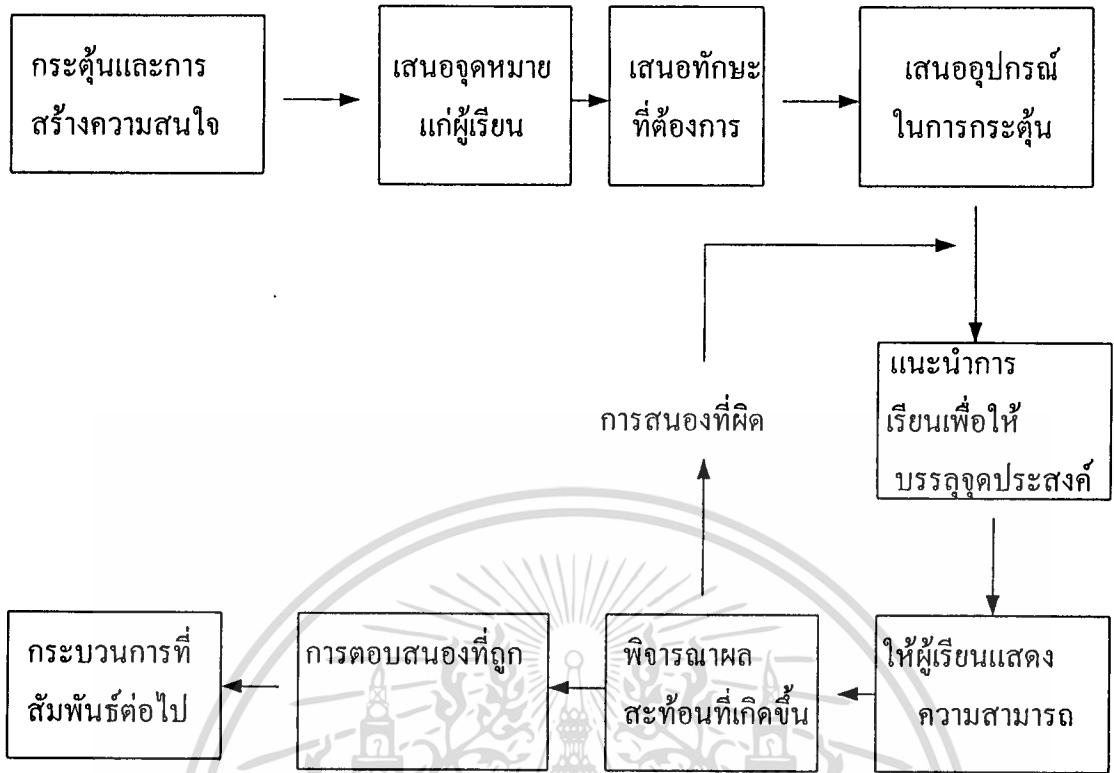 กระตุ้นและการ
สร้างความสนใจ
เสนอจุดหมาย
แก่ผู้เรียน
เสนอทักษะ
ที่ต้องการ
เสนออุปกรณ์
ในการกระตุ้น
แนะนำการ
เรียนเพื่อให้
บรรลุจุดประสงค์
การสนองที่ผิด
ให้ผู้เรียนแสดง
ความสามารถ
พิจารณาผล
สะท้อนที่เกิดขึ้น
การตอบสนองที่ถูก
กระบวนการที่
สัมพันธ์ต่อไป